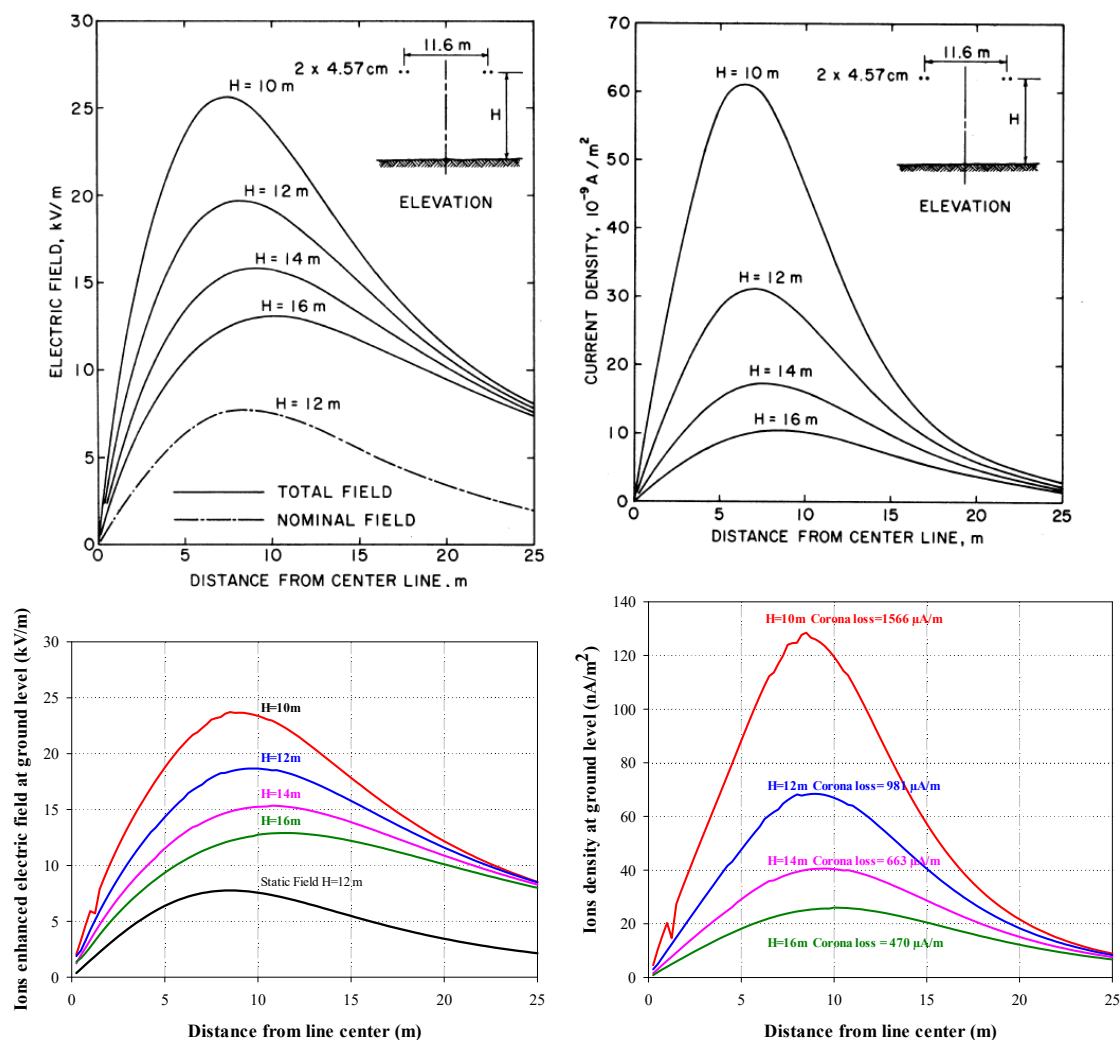 30
25
20
15
10
5
0
ELECTRIC FIELD, kV/m
11.6 m
2 x 4.57cm
H
ELEVATION
H = 10 m
H = 12 m
H = 14 m
H = 16 m
H = 12 m
TOTAL FIELD
NOMINAL FIELD
0 5 10 15 20 25
DISTANCE FROM CENTER LINE. m
70
60
50
40
30
20
10
0
CURRENT DENSITY, 10⁻⁹ A / m²
11.6 m
2 x 4.57cm
H
ELEVATION
H = 10 m
H = 12 m
H = 14 m
H = 16 m
0 5 10 15 20 25
DISTANCE FROM CENTER LINE, m
Ions enhanced electric field at ground level (kV/m)
30
25
20
15
10
5
0
H=10m
H=12m
H=14m
H=16m
Static Field H=12m
0 5 10 15 20 25
Distance from line center (m)
Ions density at ground level (nA/m²)
140
120
100
80
60
40
20
0
H=10m Corona loss=1566 µA/m
H=12m Corona loss= 981 µA/m
H=14m Corona loss= 663 µA/m
H=16m Corona loss = 470 µA/m
0 5 10 15 20 25
Distance from line center (m)